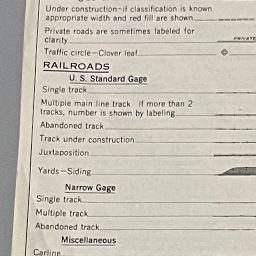 Under construction—if classification is known
appropriate width and red fill are shown
Private roads are sometimes labeled for
clarity
PRIVATE
Traffic circle—Clover leaf
RAILROADS
U. S. Standard Gage
Single track
Multiple main line track if more than 2
tracks, number is shown by labeling
Abandoned track
Track under construction
Juxtaposition
Yards—Siding
Narrow Gage
Single track
Multiple track
Abandoned track
Miscellaneous
Carline